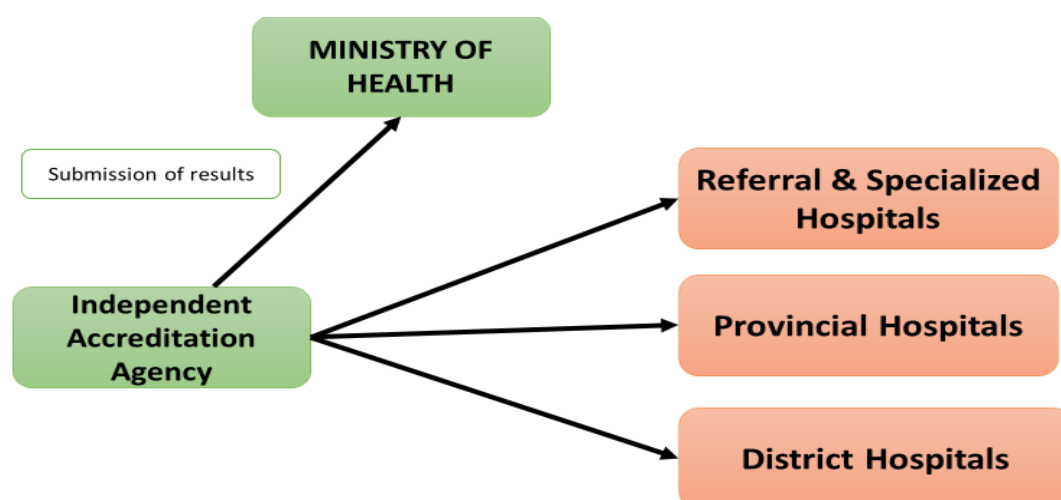 MINISTRY OF
HEALTH
Submission of results
Referral & Specialized
Hospitals
Independent
Accreditation
Agency
Provincial Hospitals
District Hospitals